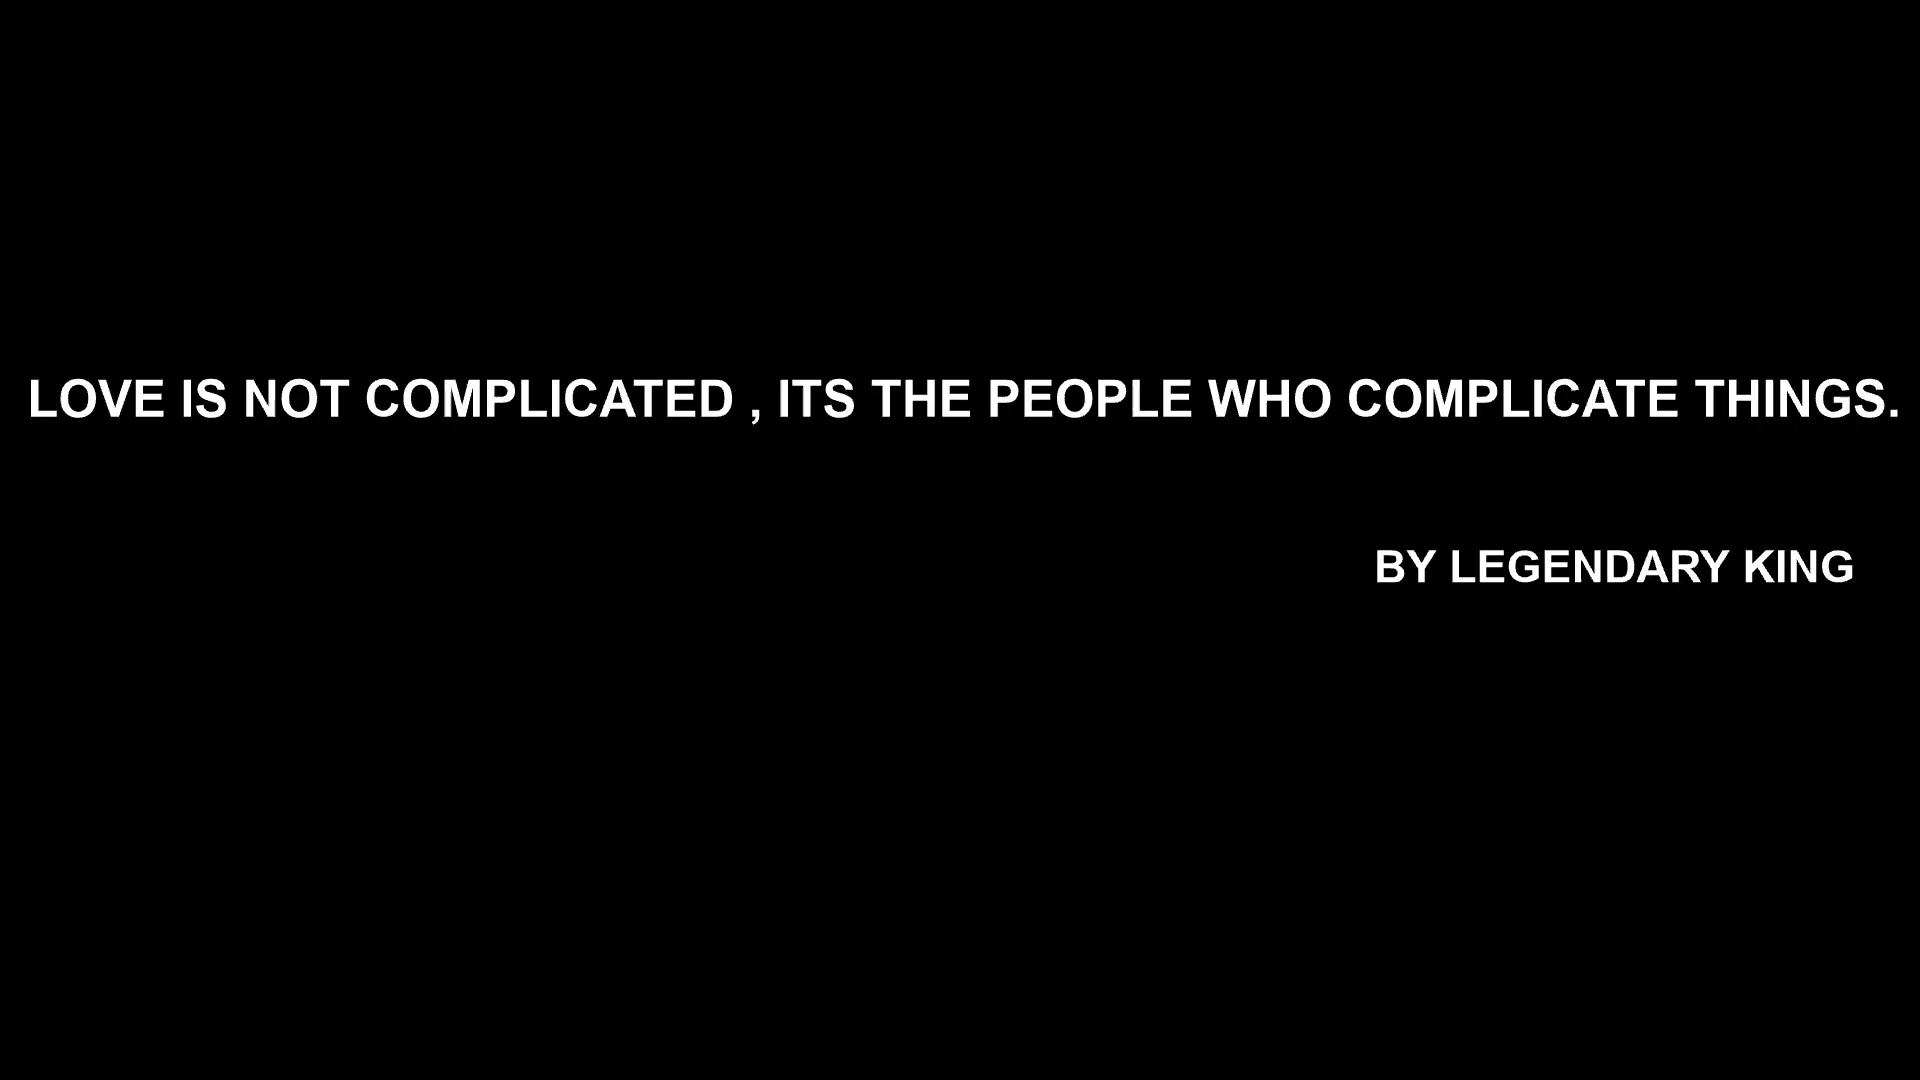 LOVE IS NOT COMPLICATED , ITS THE PEOPLE WHO COMPLICATE THINGS.
BY LEGENDARY KING